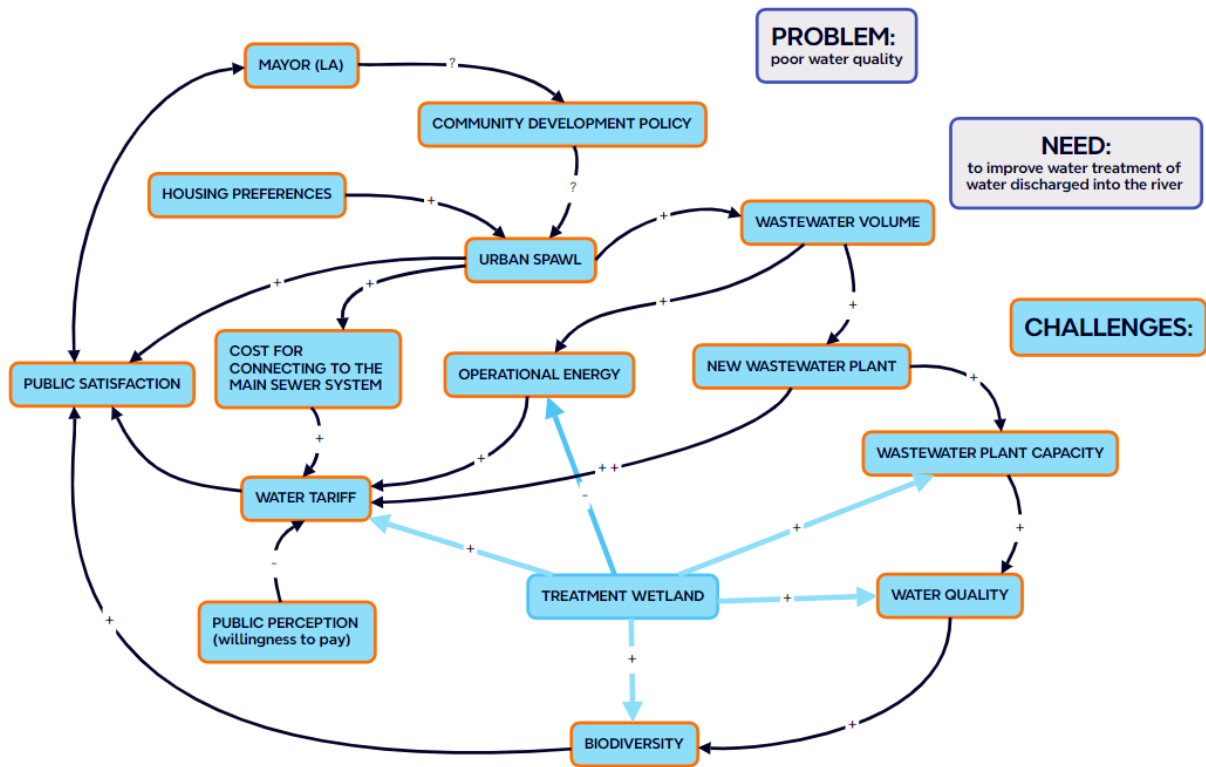 PROBLEM:
poor water quality
MAYOR (LA)
?
COMMUNITY DEVELOPMENT POLICY
NEED:
to improve water treatment of
water discharged into the river
?
HOUSING PREFERENCES
+
+
WASTEWATER VOLUME
URBAN SPAWL
+
+
+
+
CHALLENGES:
COST FOR
CONNECTING TO THE
MAIN SEWER SYSTEM
PUBLIC SATISFACTION
OPERATIONAL ENERGY
NEW WASTEWATER PLANT
+
+
WASTEWATER PLANT CAPACITY
+
++
WATER TARIFF
-
+
+
+
-
TREATMENT WETLAND
+
WATER QUALITY
PUBLIC PERCEPTION
(willingness to pay)
+
+
+
BIODIVERSITY